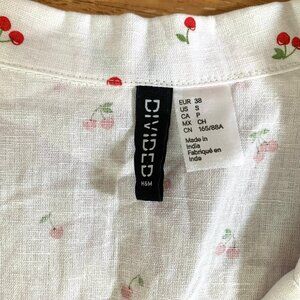 DIVIDED
H&M
EUR 38
US S
CA P
MX CH
CN 165/88A
Made in
India
Fabriqué en
Inde